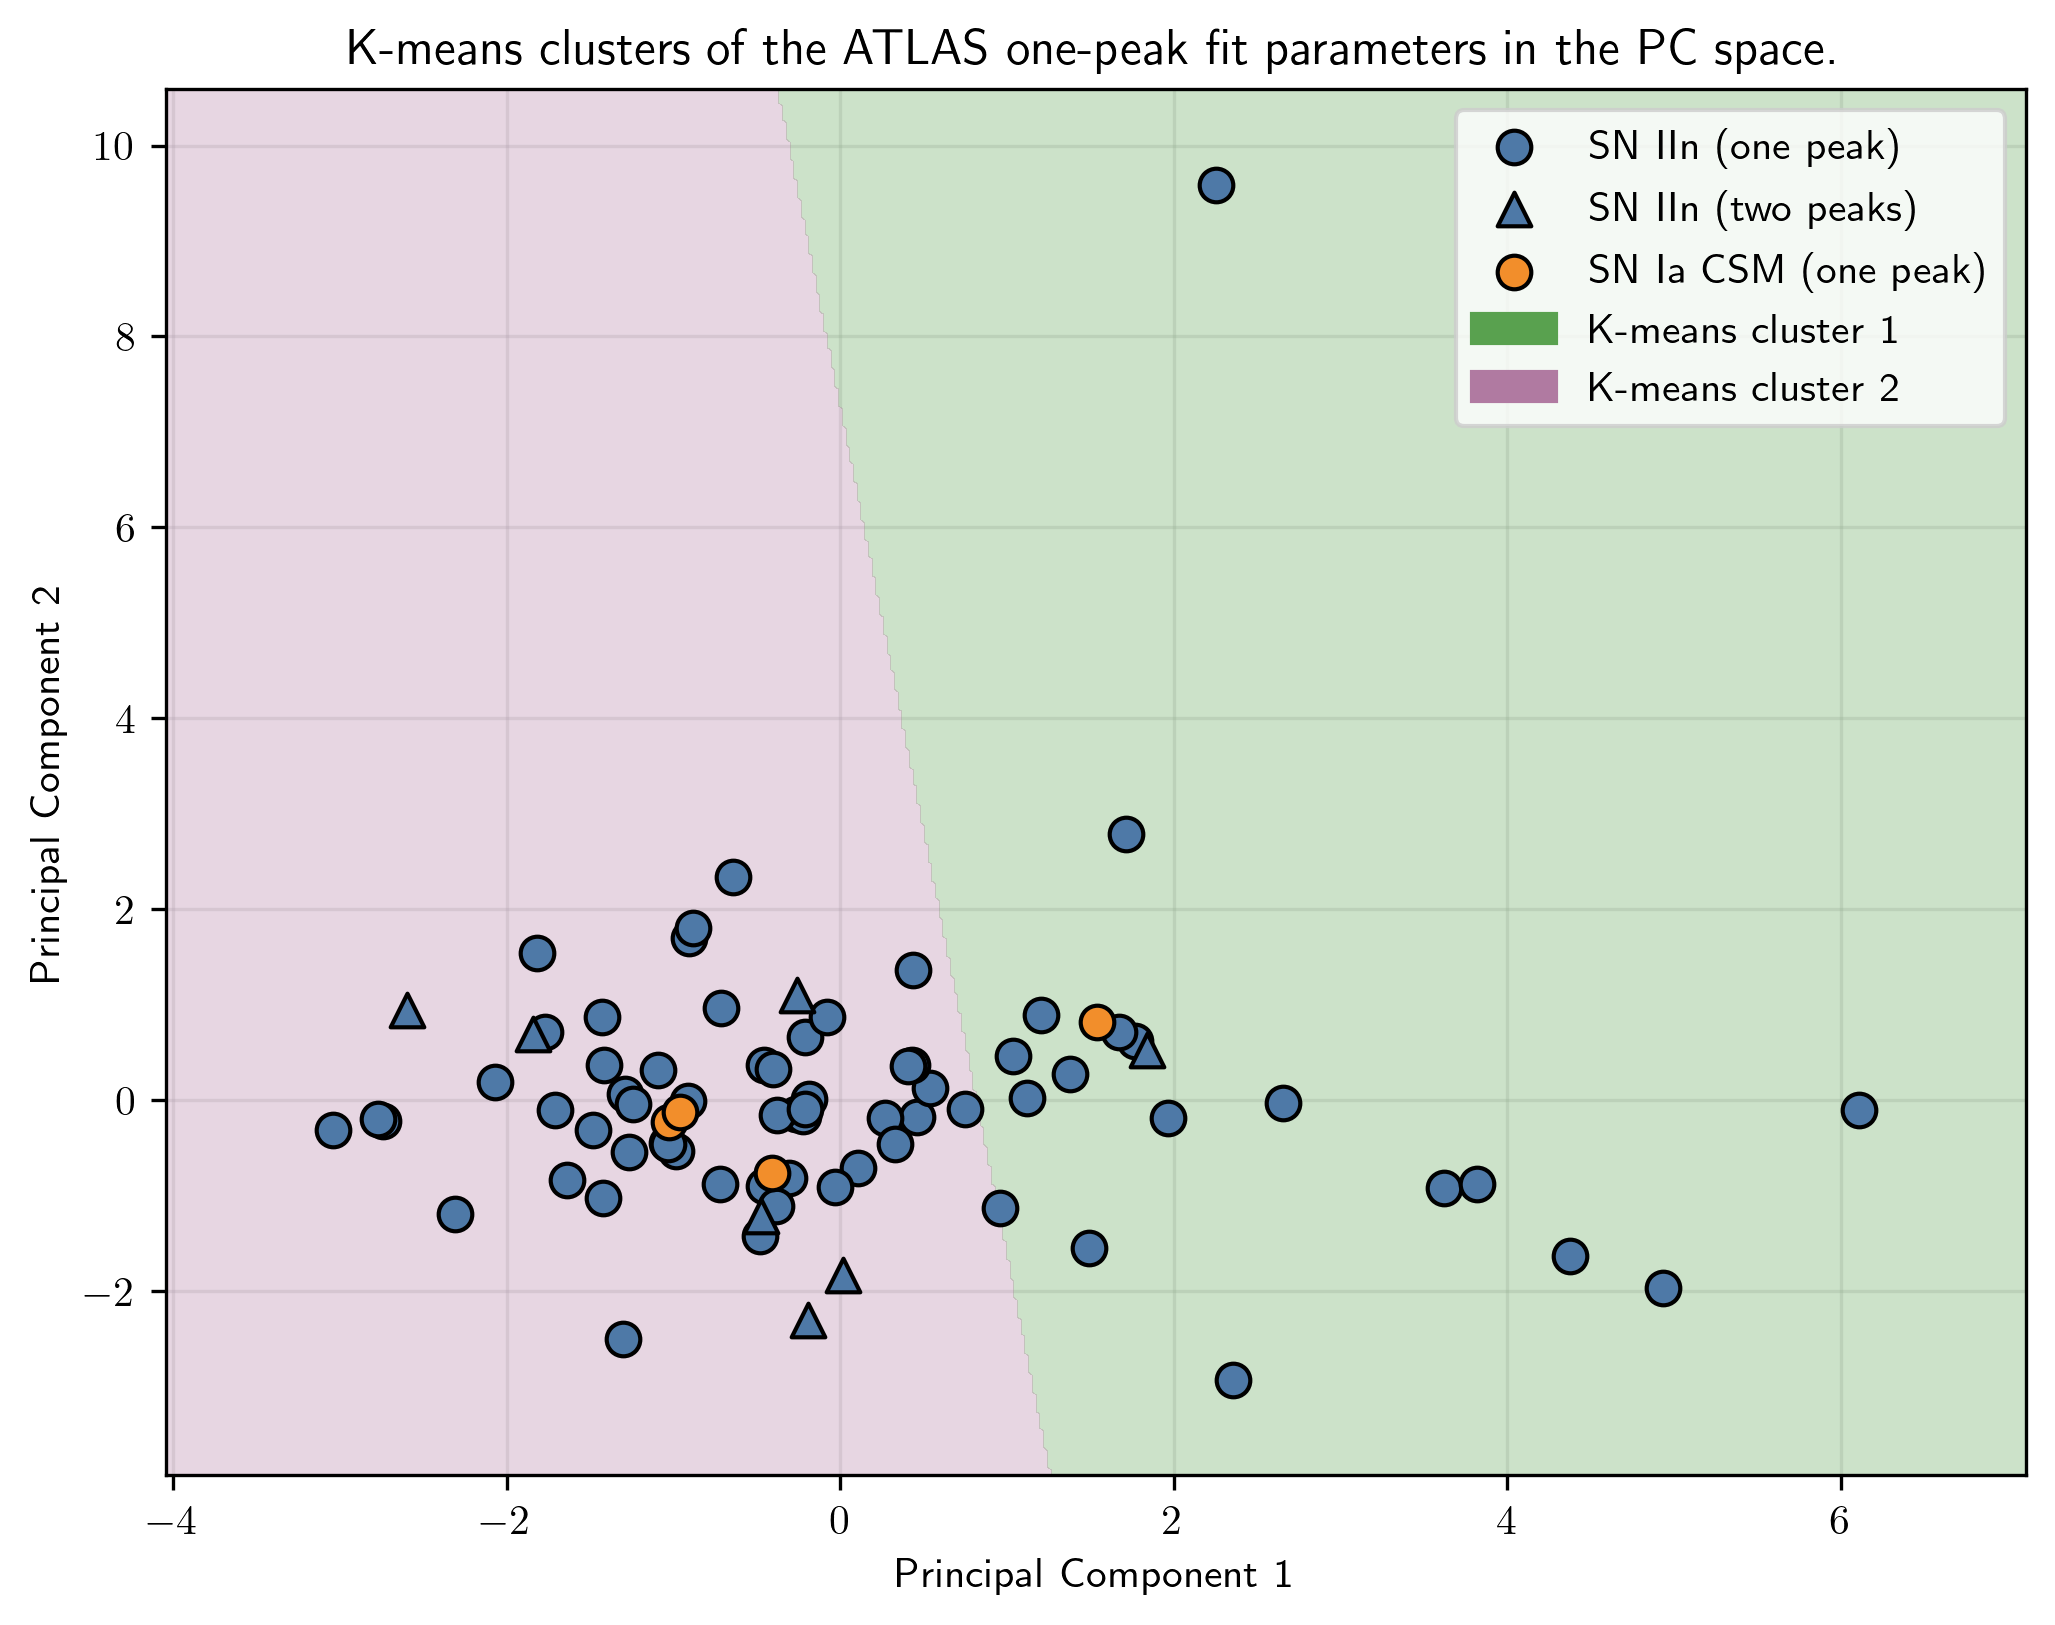 K-means clusters of the ATLAS one-peak fit parameters in the PC space.
SN IIn (one peak)
SN IIn (two peaks)
SN Ia CSM (one peak)
K-means cluster 1
K-means cluster 2
10
8
6
4
2
0
−2
Principal Component 2
−4
−2
0
2
4
6
Principal Component 1